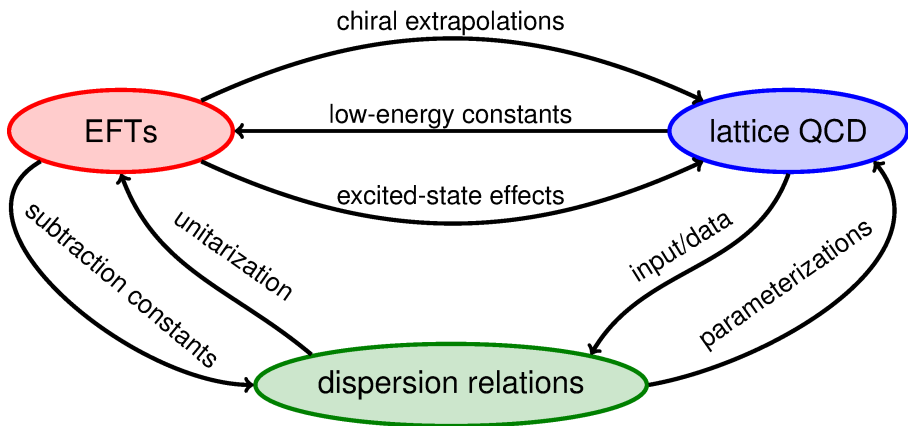 chiral extrapolations
low-energy constants
EFTs
lattice QCD
excited-state effects
subtraction constants
unitarization
input/data
parameterizations
dispersion relations